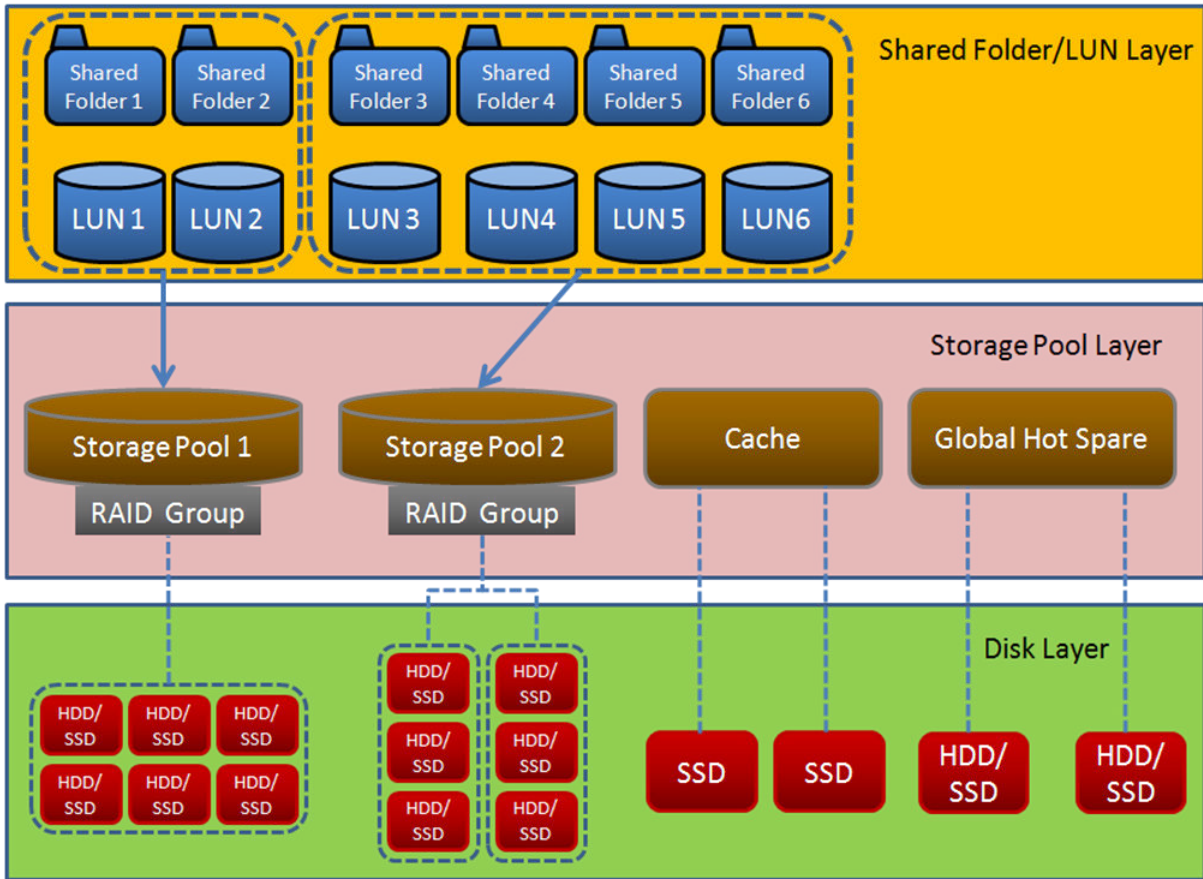 Shared Folder/LUN Layer
Shared
Folder 1
Shared
Folder 2
Shared
Folder 3
Shared
Folder 4
Shared
Folder 5
Shared
Folder 6
LUN 1
LUN 2
LUN 3
LUN4
LUN 5
LUN6
Storage Pool Layer
Storage Pool 1
RAID Group
Storage Pool 2
RAID Group
Cache
Global Hot Spare
Disk Layer
HDD/
SSD
HDD/
SSD
HDD/
SSD
HDD/
SSD
HDD/
SSD
HDD/
SSD
HDD/
SSD
HDD/
SSD
HDD/
SSD
HDD/
SSD
HDD/
SSD
HDD/
SSD
SSD
SSD
HDD/
SSD
HDD/
SSD